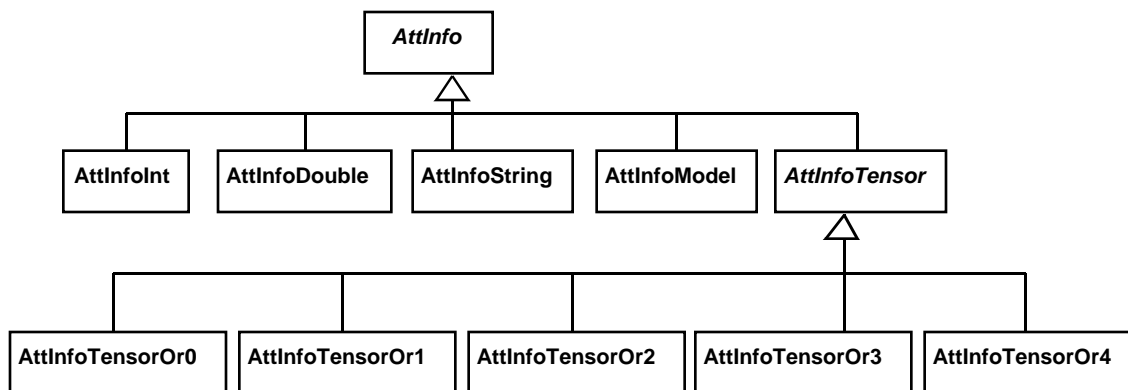 AttInfo
AttInfoInt
AttInfoDouble
AttInfoString
AttInfoModel
AttInfoTensor
AttInfoTensorOr0
AttInfoTensorOr1
AttInfoTensorOr2
AttInfoTensorOr3
AttInfoTensorOr4